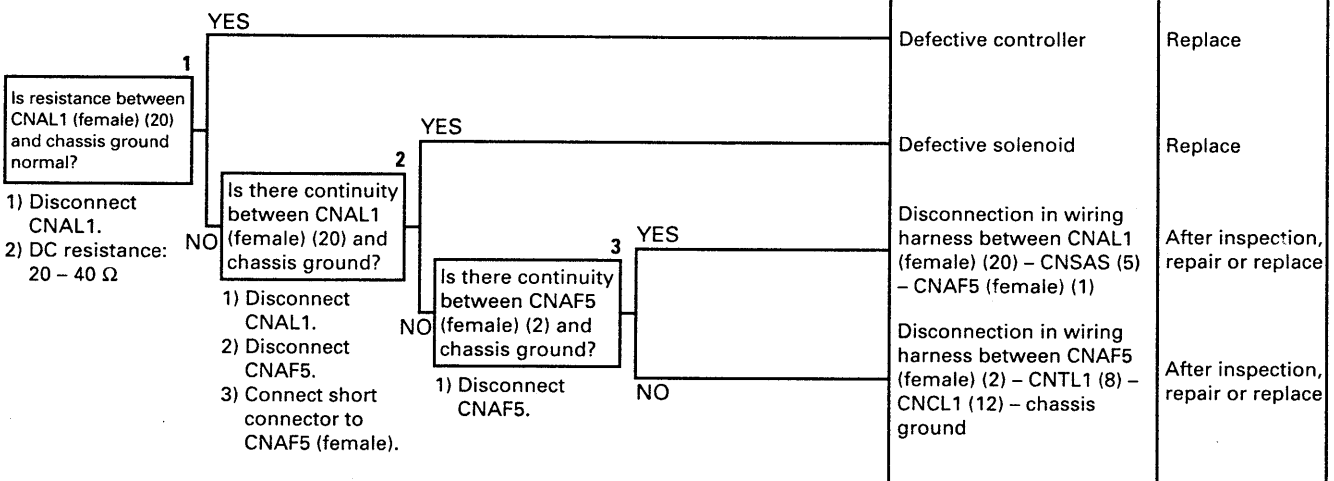 YES
1
Is resistance between
CNAL1 (female) (20)
and chassis ground
normal?
1) Disconnect
CNAL1.
2) DC resistance:
20 – 40 Ω
NO
YES
2
Is there continuity
between CNAL1
(female) (20) and
chassis ground?
1) Disconnect
CNAL1.
2) Disconnect
CNAF5.
3) Connect short
connector to
CNAF5 (female).
NO
YES
3
Is there continuity
between CNAF5
(female) (2) and
chassis ground?
1) Disconnect
CNAF5.
NO
Defective controller
Replace
Defective solenoid
Replace
Disconnection in wiring
harness between CNAL1
(female) (20) – CNSAS (5)
– CNAF5 (female) (1)
After inspection,
repair or replace
Disconnection in wiring
harness between CNAF5
(female) (2) – CNTL1 (8) –
CNCL1 (12) – chassis
ground
After inspection,
repair or replace